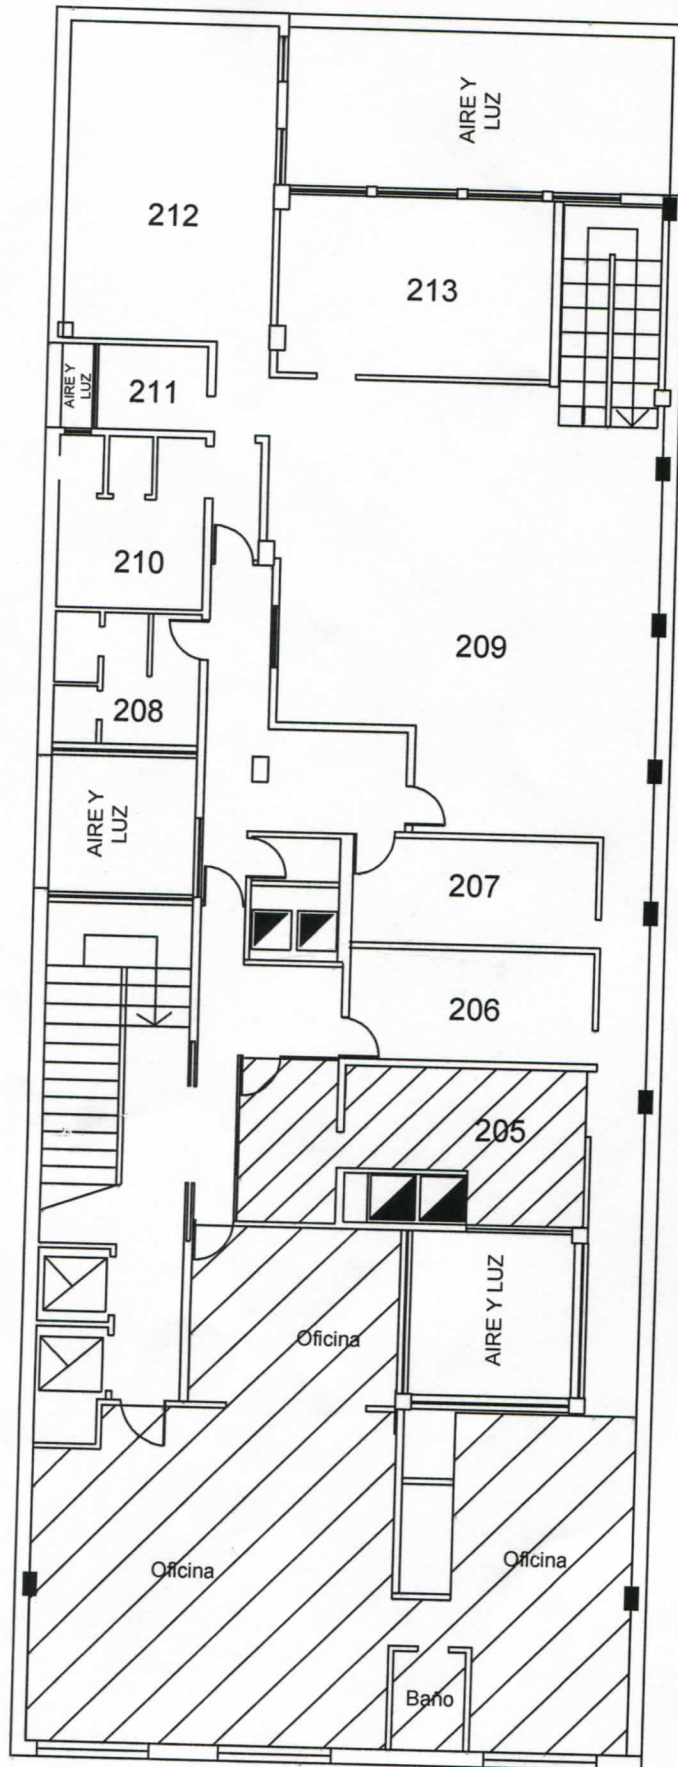 AIRE Y
LUZ
212
213
AIRE Y
LUZ
211
210
209
208
AIRE Y
LUZ
207
206
205
AIRE Y LUZ
Oficina
Oficina
Oficina
Baño